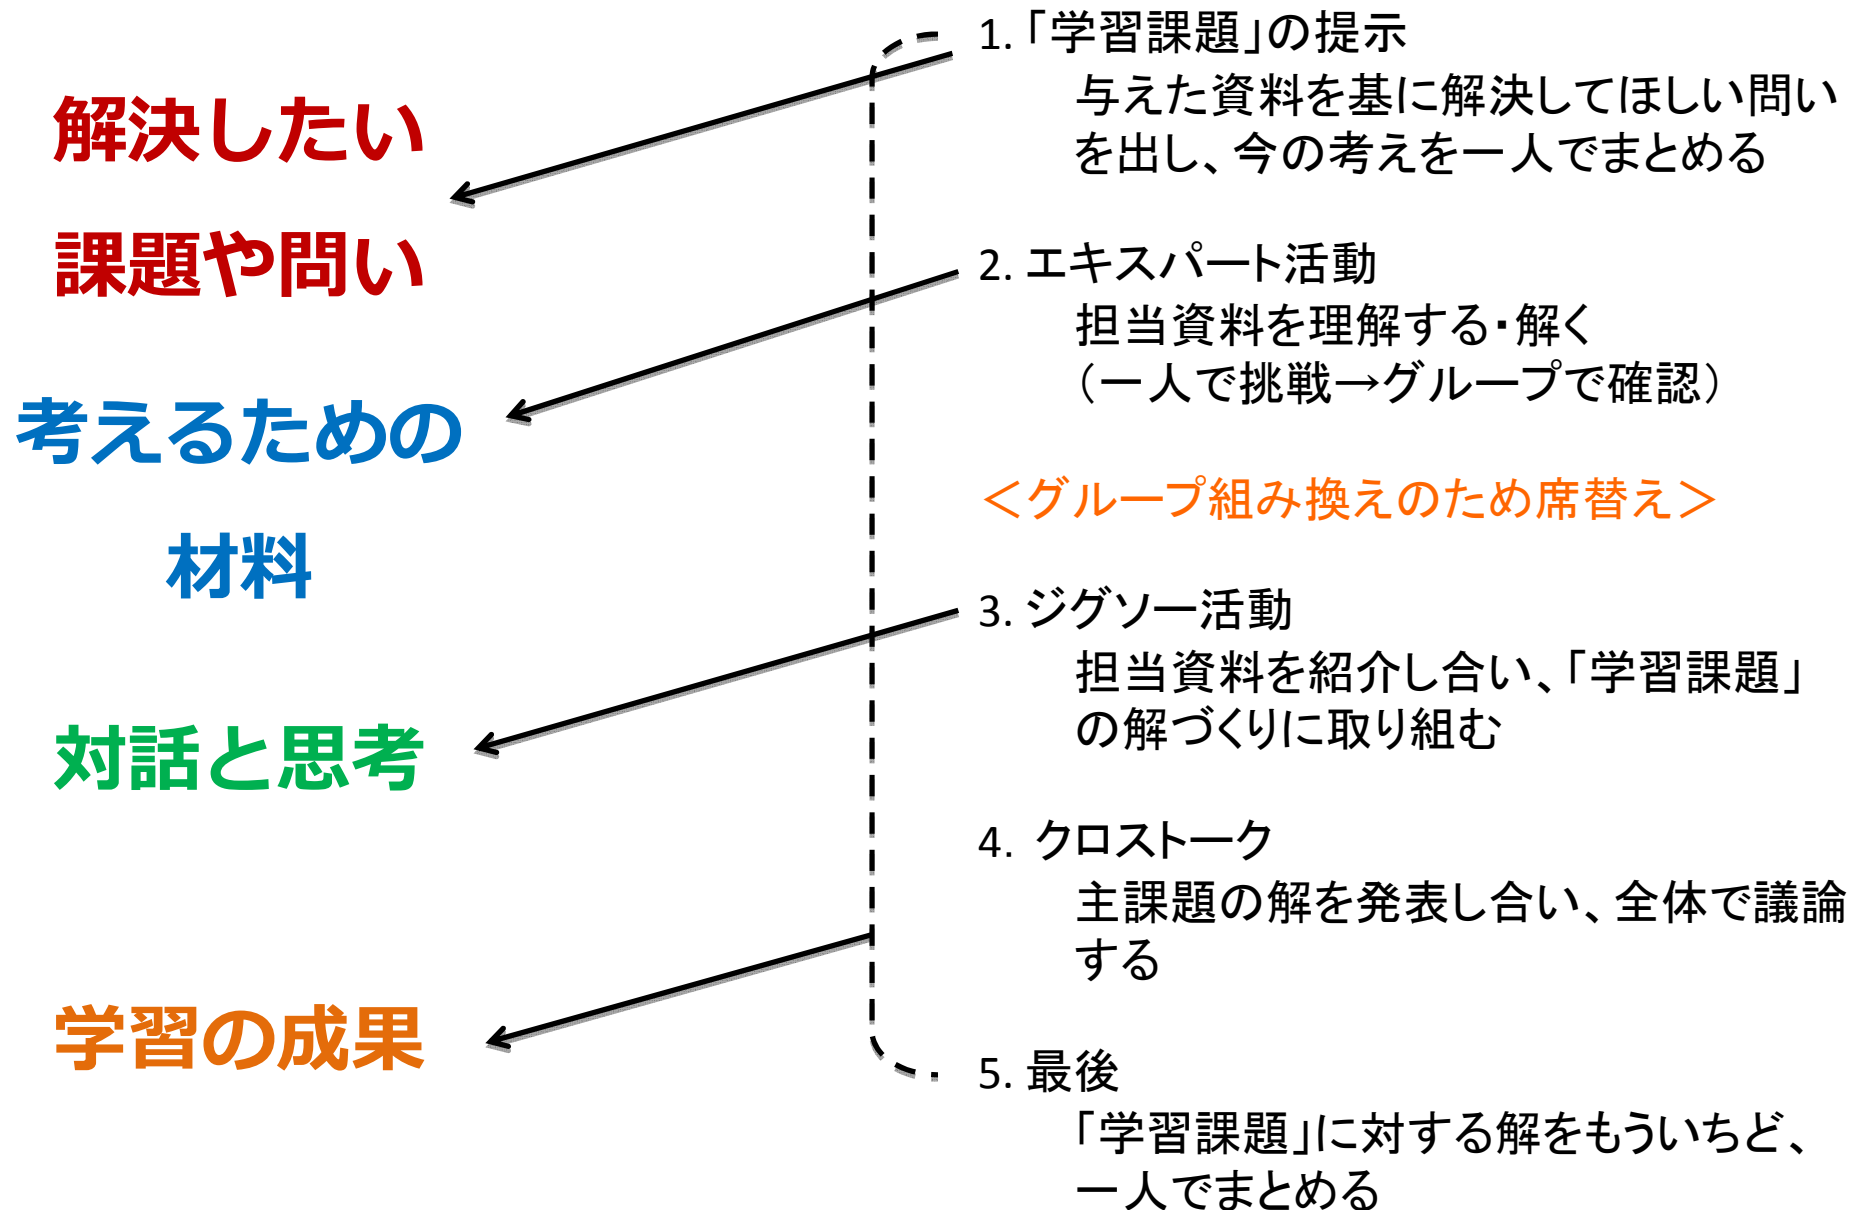 解決したい
課題や問い
考えるための
材料
対話と思考
学習の成果
1. 「学習課題」の提示
与えた資料を基に解決してほしい問い
を出し、今の考えを一人でまとめる
2. エキスパート活動
担当資料を理解する・解く
（一人で挑戦→グループで確認）
＜グループ組み換えのため席替え＞
3. ジグソー活動
担当資料を紹介し合い、「学習課題」
の解づくりに取り組む
4. クロストーク
主課題の解を発表し合い、全体で議論
する
5. 最後
「学習課題」に対する解をもういちど、
一人でまとめる